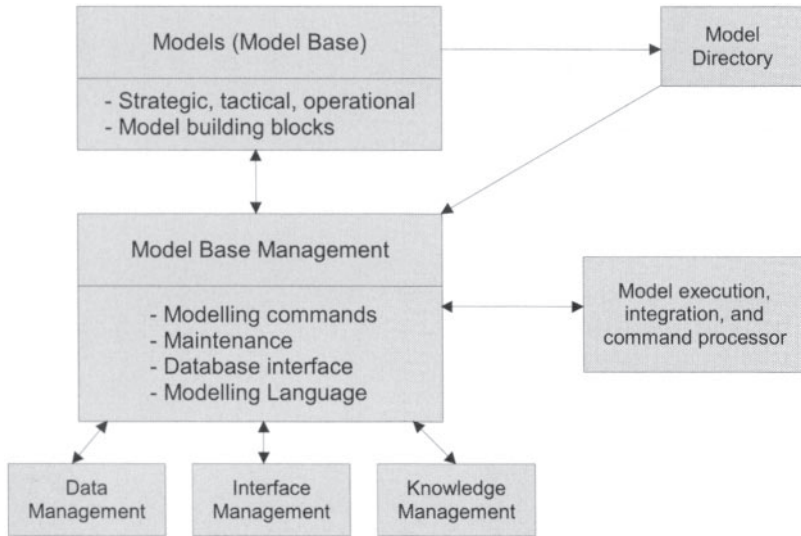 Models (Model Base)
- Strategic, tactical, operational
- Model building blocks
Model
Directory
Model Base Management
- Modelling commands
- Maintenance
- Database interface
- Modelling Language
Model execution,
integration, and
command processor
Data
Management
Interface
Management
Knowledge
Management